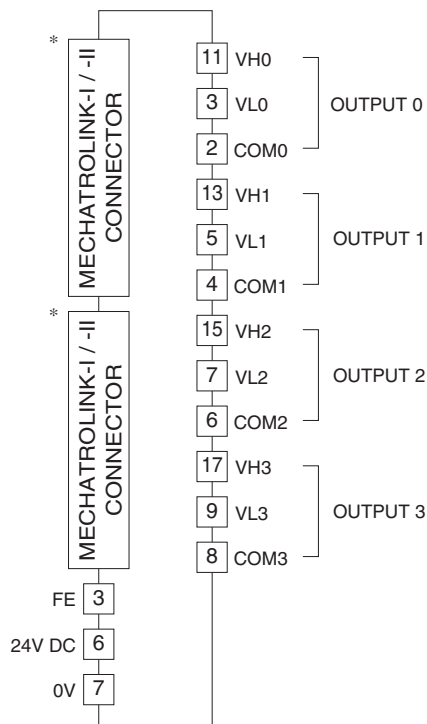 *
MECHATROLINK-I / -II
CONNECTOR
*
MECHATROLINK-I / -II
CONNECTOR
FE 3
24V DC 6
0V 7
11 VH0
3 VL0
2 COM0
OUTPUT 0
13 VH1
5 VL1
4 COM1
OUTPUT 1
15 VH2
7 VL2
6 COM2
OUTPUT 2
17 VH3
9 VL3
8 COM3
OUTPUT 3